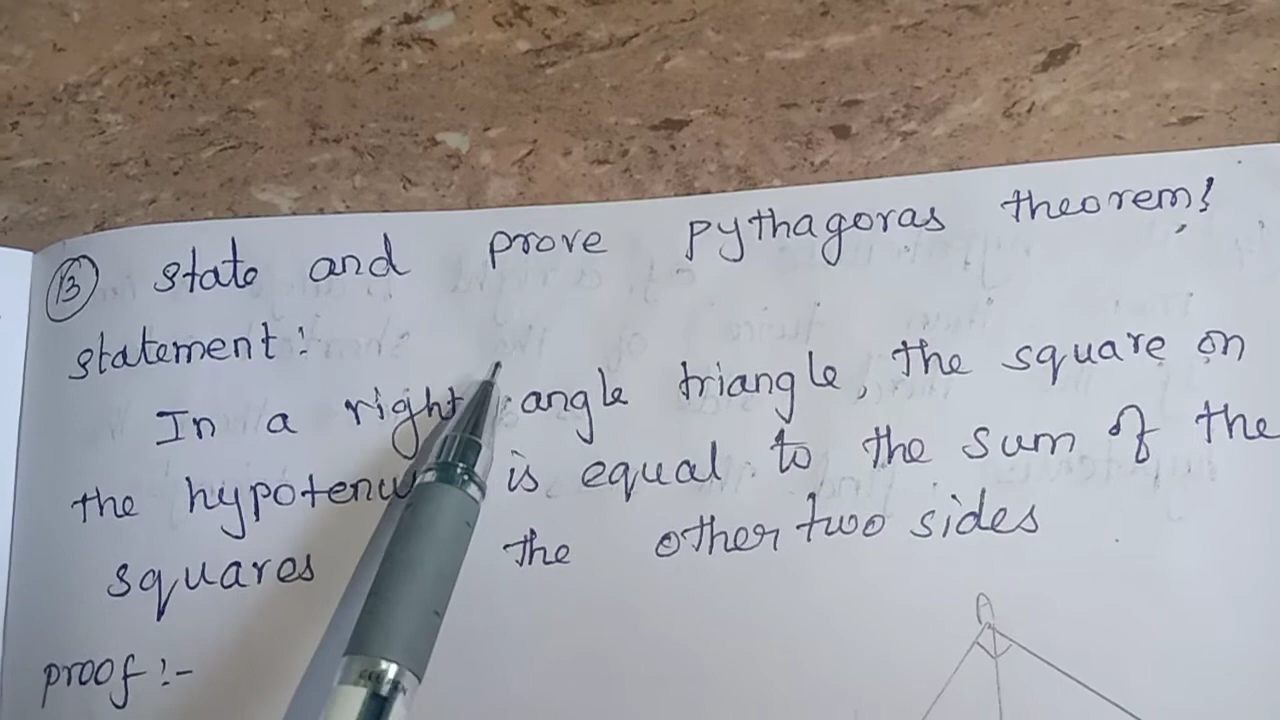 13 state and prove pythagoras theorem?
statement:
In a right angle triangle, the square on
the is equal to the sum of the
squares the other two sides
proof :-
A